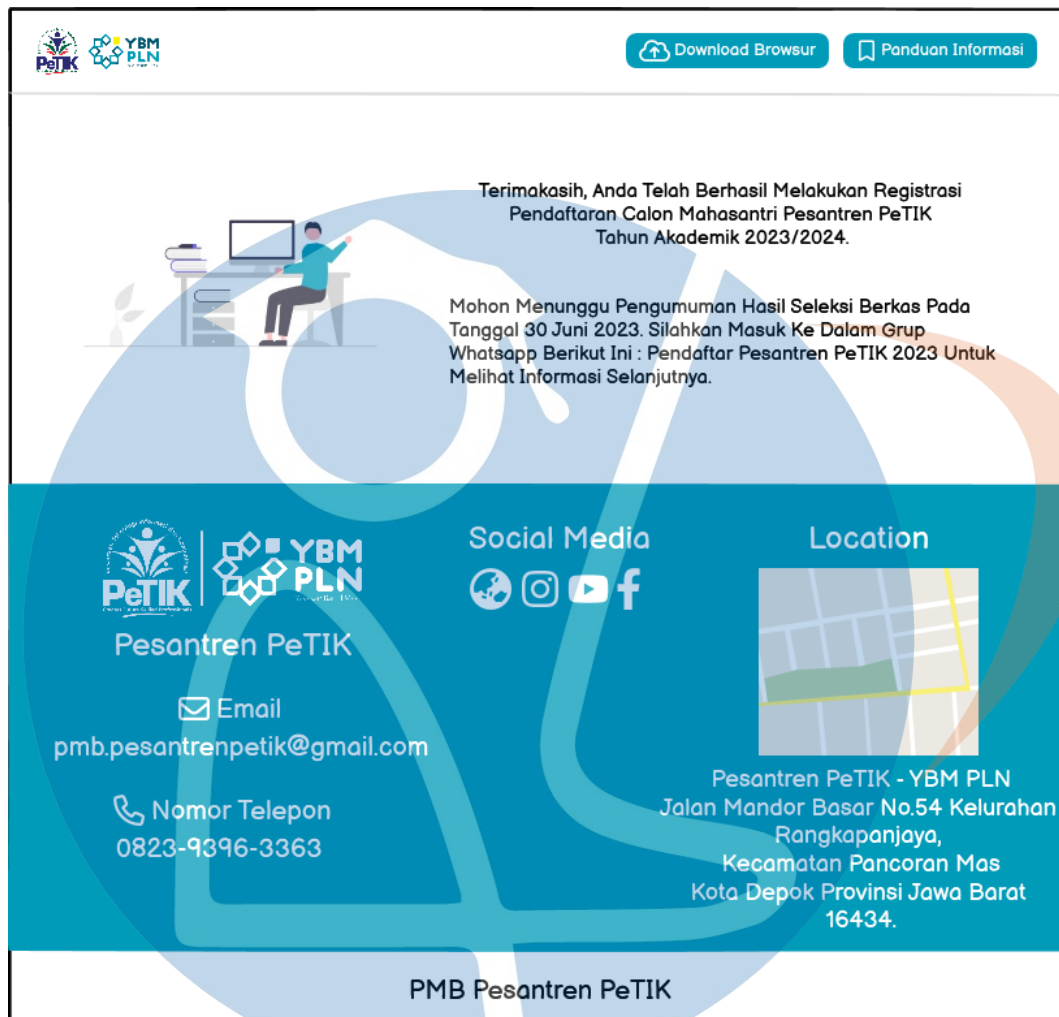 PeTIK
YBM
PLN
Download Browsur
Panduan Informasi
Terimakasih, Anda Telah Berhasil Melakukan Registrasi
Pendaftaran Calon Mahasantri Pesantren PeTIK
Tahun Akademik 2023/2024.
Mohon Menunggu Pengumuman Hasil Seleksi Berkas Pada
Tanggal 30 Juni 2023. Silahkan Masuk Ke Dalam Grup
Whatsapp Berikut Ini : Pendaftar Pesantren PeTIK 2023 Untuk
Melihat Informasi Selanjutnya.
PeTIK
YBM
PLN
Pesantren PeTIK
Email
pmb.pesantrenpetik@gmail.com
Nomor Telepon
0823-9396-3363
Social Media
Location
Pesantren PeTIK - YBM PLN
Jalan Mandor Basar No.54 Kelurahan
Rangkapanjaya,
Kecamatan Pancoran Mas
Kota Depok Provinsi Jawa Barat
16434.
PMB Pesantren PeTIK